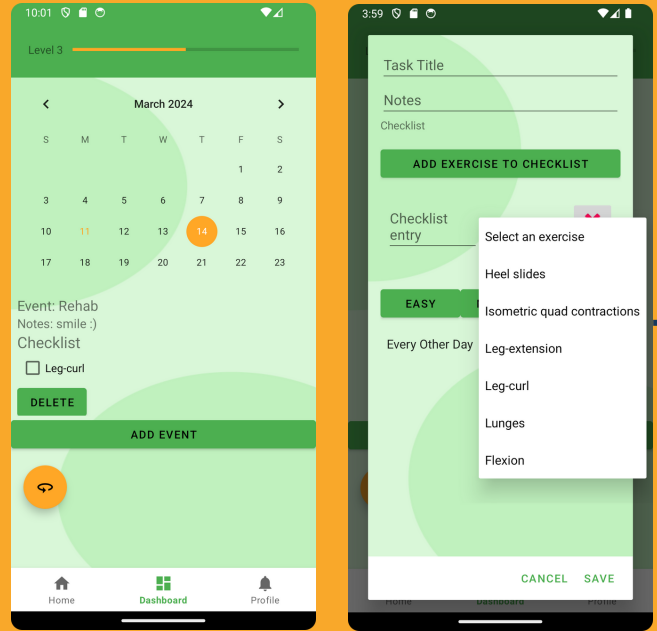 10:01
Level 3
March 2024
S M T W T F S
1 2
3 4 5 6 7 8 9
10 11 12 13 14 15 16
17 18 19 20 21 22 23
Event: Rehab
Notes: smile :)
Checklist
Leg-curl
DELETE
ADD EVENT
Home Dashboard Profile
3:59
Task Title
Notes
Checklist
ADD EXERCISE TO CHECKLIST
Checklist
entry
Select an exercise
Heel slides
Isometric quad contractions
Leg-extension
Leg-curl
Lunges
Flexion
EASY
Every Other Day
CANCEL SAVE
Home Dashboard Profile